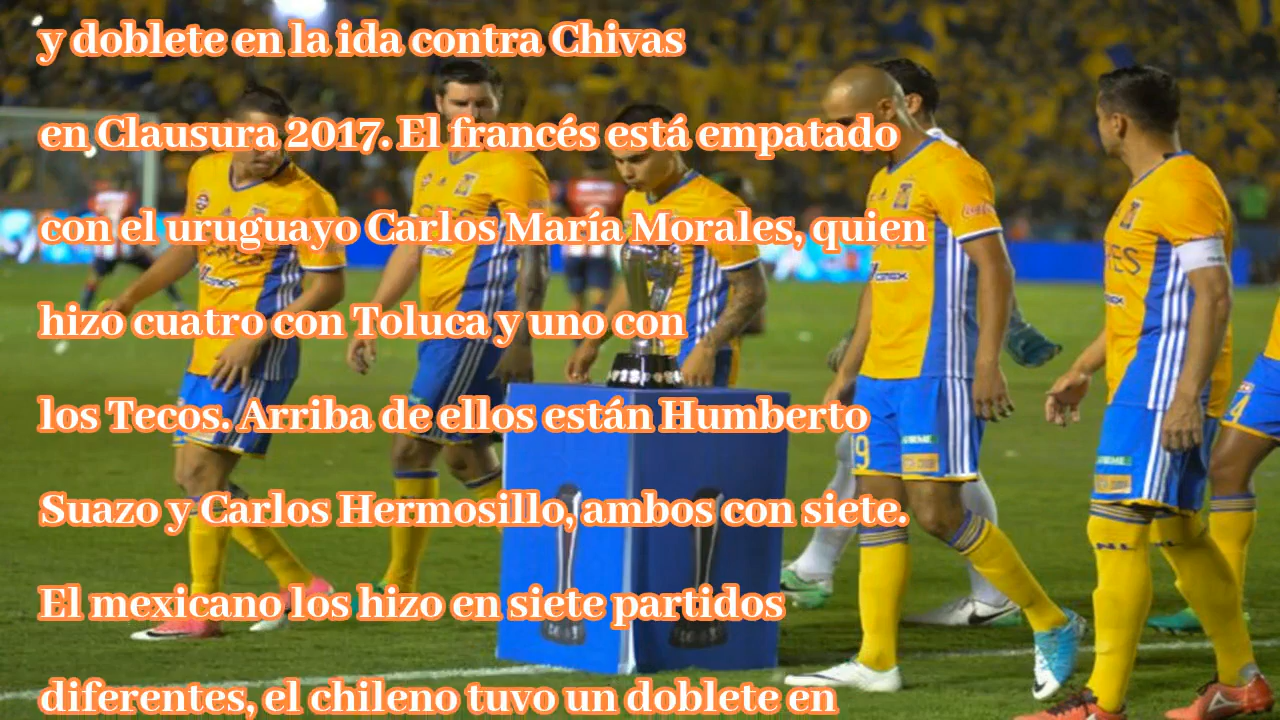 y doblete en la ida contra Chivas
en Clausura 2017. El francés está empatado
con el uruguayo Carlos María Morales, quien
hizo cuatro con Toluca y uno con
los Tecos. Arriba de ellos están Humberto
Suazo y Carlos Hermosillo, ambos con siete.
El mexicano los hizo en siete partidos
diferentes, el chileno tuvo un doblete en